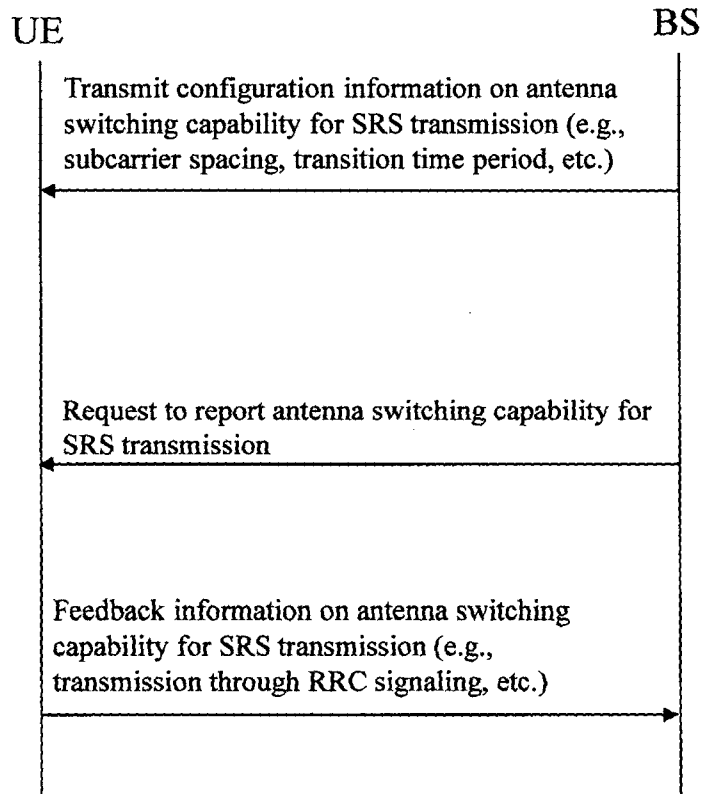 UE
BS
Transmit configuration information on antenna
switching capability for SRS transmission (e.g.,
subcarrier spacing, transition time period, etc.)
Request to report antenna switching capability for
SRS transmission
Feedback information on antenna switching
capability for SRS transmission (e.g.,
transmission through RRC signaling, etc.)